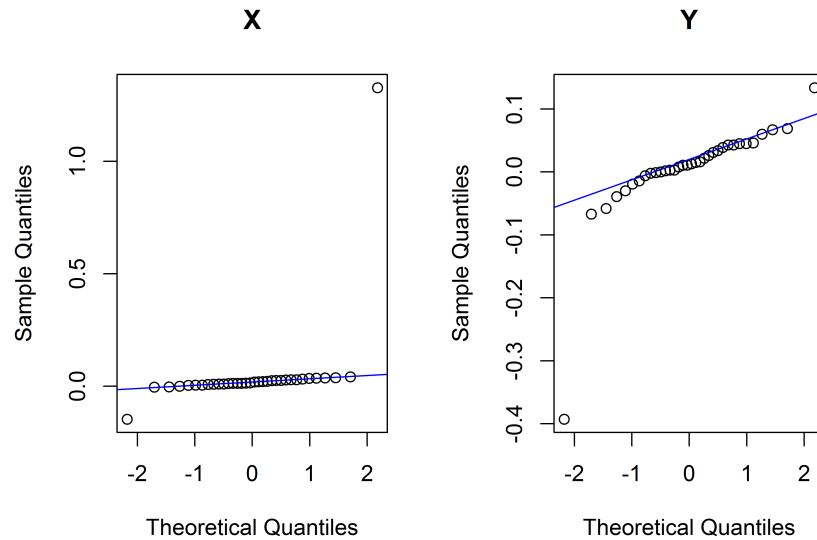 X
Sample Quantiles
1.0
0.5
0.0
-2 -1 0 1 2
Theoretical Quantiles
Y
Sample Quantiles
0.1
0.0
-0.1
-0.2
-0.3
-0.4
-2 -1 0 1 2
Theoretical Quantiles